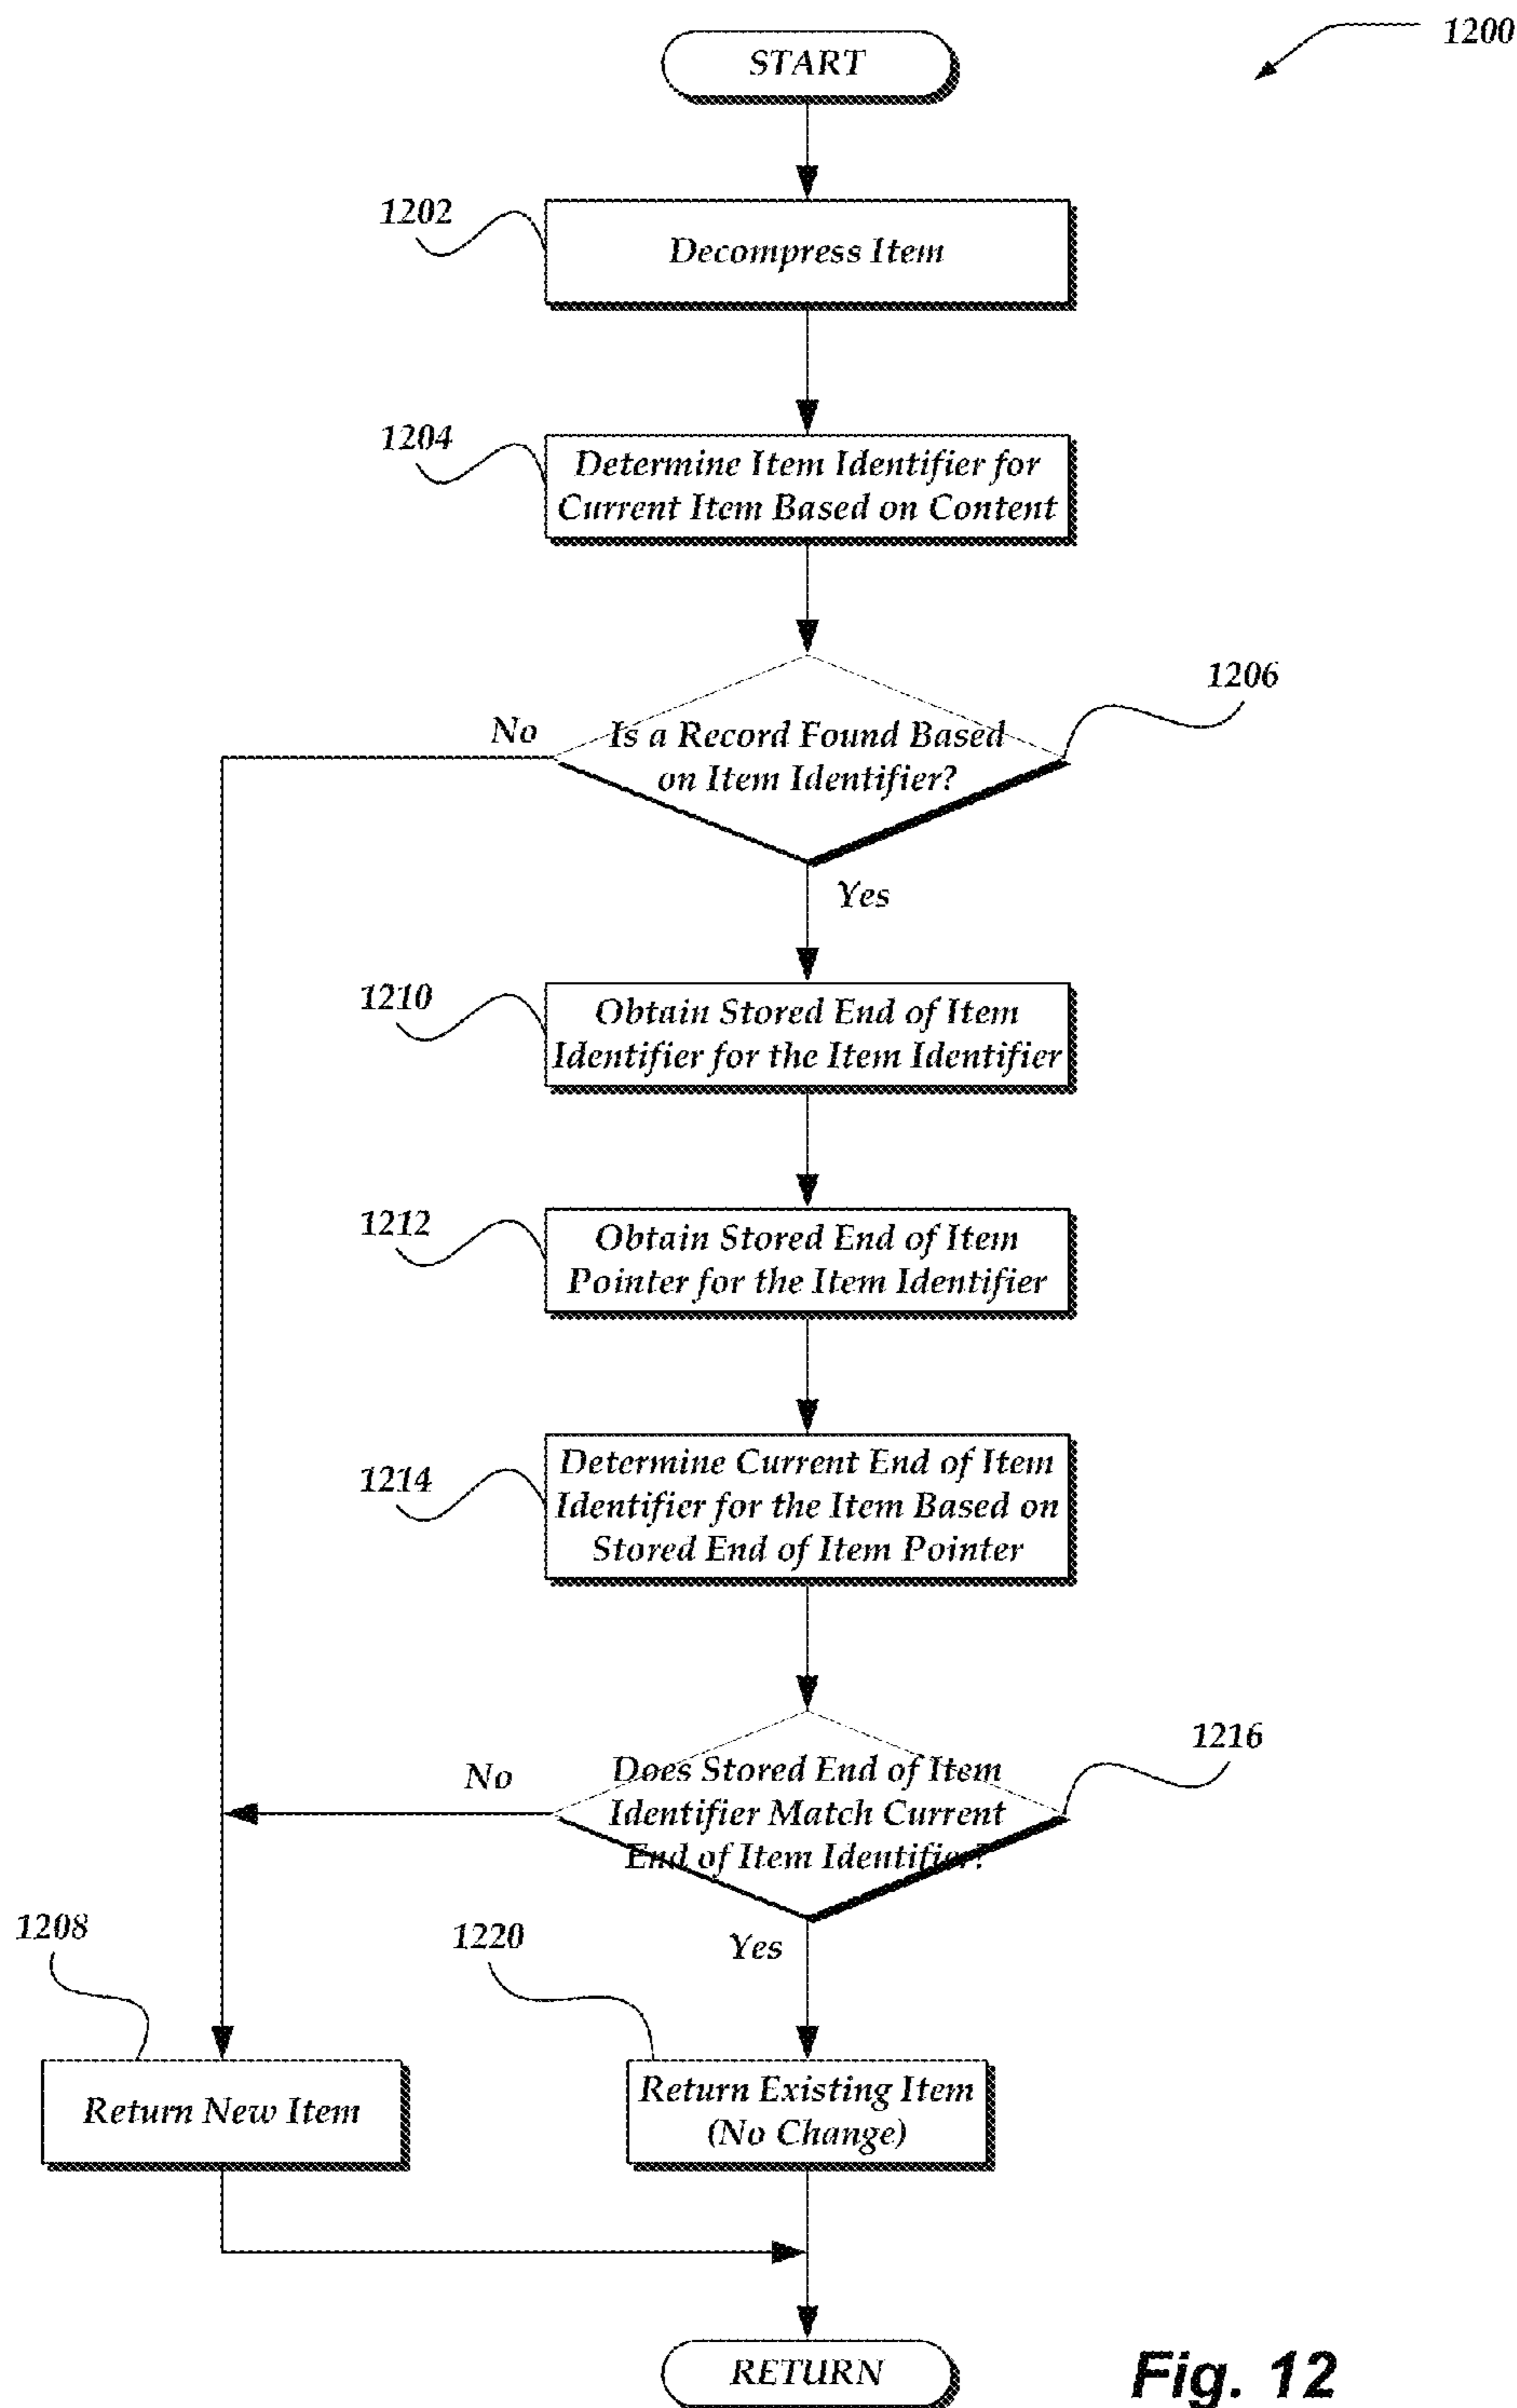 1200
START
1202
Decompress Item
1204
Determine Item Identifier for
Current Item Based on Content
1206
No
Is a Record Found Based
on Item Identifier?
Yes
1210
Obtain Stored End of Item
Identifier for the Item Identifier
1212
Obtain Stored End of Item
Pointer for the Item Identifier
1214
Determine Current End of Item
Identifier for the Item Based on
Stored End of Item Pointer
1216
No
Does Stored End of Item
Identifier Match Current
End of Item Identifier?
Yes
1208
1220
Return New Item
Return Existing Item
(No Change)
RETURN
Fig. 12